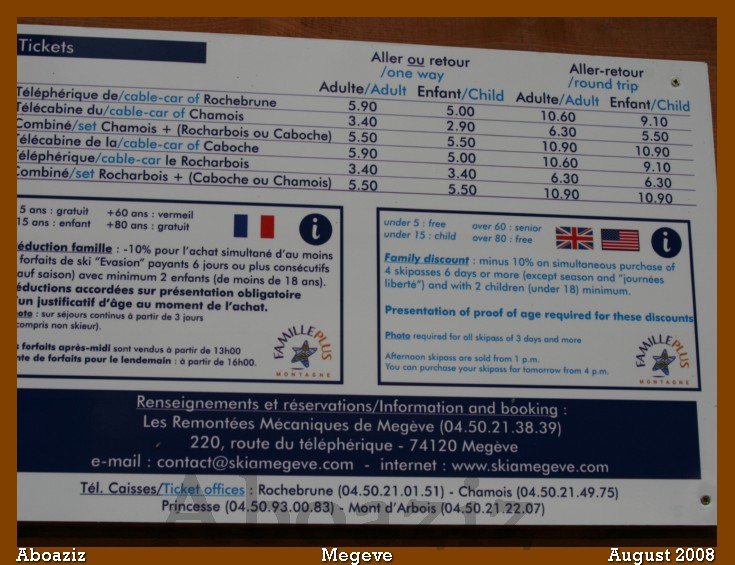 Tickets
Aller ou retour
/one way
Aller-retour
/round trip
Adulte/Adult Enfant/Child Adulte/Adult Enfant/Child
Téléphérique de/cable-car of Rochebrune 5.90 5.00 10.60 9.10
Télécabine du/cable-car of Chamois 3.40 2.90 6.30 5.50
Combiné/set Chamois + (Rocharbois ou Caboche) 5.50 5.50 10.90 10.90
Télécabine de la/cable-car of Caboche 5.90 5.00 10.60 9.10
Téléphérique/cable-car le Rocharbois 3.40 3.40 6.30 6.30
Combiné/set Rocharbois + (Caboche ou Chamois) 5.50 5.50 10.90 10.90
5 ans : gratuit +60 ans : vermeil
15 ans : enfant +80 ans : gratuit
i
éduction famille : -10% pour l'achat simultané d'au moins
forfaits de ski "Evasion" payants 6 jours ou plus consécutifs
auf saison) avec minimum 2 enfants (de moins de 18 ans).
éductions accordées sur présentation obligatoire
'un justificatif d'âge au moment de l'achat.
oto : sur séjours continus à partir de 3 jours
compris non skieur).
s forfaits après-midi sont vendus à partir de 13h00
nte de forfaits pour le lendemain : à partir de 16h00.
FAMILLE PLUS
MONTAGNE
under 5 : free over 60 : senior
under 15 : child over 80 : free
i
Family discount : minus 10% on simultaneous purchase of
4 skipasses 6 days or more (except season and "journées
liberté") and with 2 children (under 18) minimum.
Presentation of proof of age required for these discounts
Photo required for all skipass of 3 days and more
Afternoon skipass are sold from 1 p.m.
You can purchase your skipass for tomorrow from 4 p.m.
FAMILLE PLUS
MONTAGNE
Renseignements et réservations/Information and booking :
Les Remontées Mécaniques de Megève (04.50.21.38.39)
220, route du téléphérique - 74120 Megève
e-mail : contact@skiamegeve.com - internet : www.skiamegeve.com
Tél. Caisses/Ticket offices : Rochebrune (04.50.21.01.51) - Chamois (04.50.21.49.75)
Princesse (04.50.93.00.83) - Mont d'Arbois (04.50.21.22.07)
Aboaziz
Aboaziz Megeve August 2008